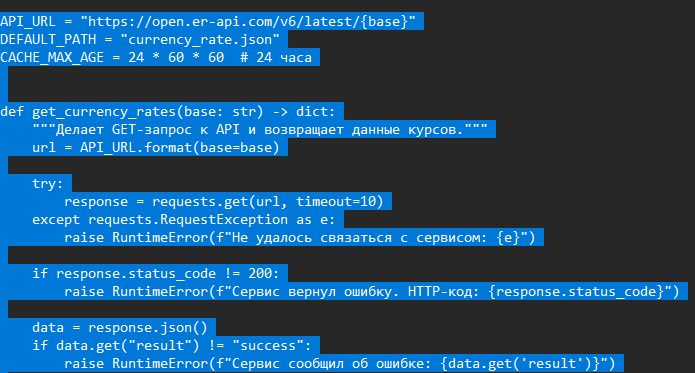 API_URL = "https://open.er-api.com/v6/latest/{base}"
DEFAULT_PATH = "currency_rate.json"
CACHE_MAX_AGE = 24 * 60 * 60  # 24 часа
def get_currency_rates(base: str) -> dict:
    """Делает GET-запрос к API и возвращает данные курсов."""
    url = API_URL.format(base=base)
    try:
        response = requests.get(url, timeout=10)
    except requests.RequestException as e:
        raise RuntimeError(f"Не удалось связаться с сервисом: {e}")
    if response.status_code != 200:
        raise RuntimeError(f"Сервис вернул ошибку. HTTP-код: {response.status_code}")
    data = response.json()
    if data.get("result") != "success":
        raise RuntimeError(f"Сервис сообщил об ошибке: {data.get('result')}")